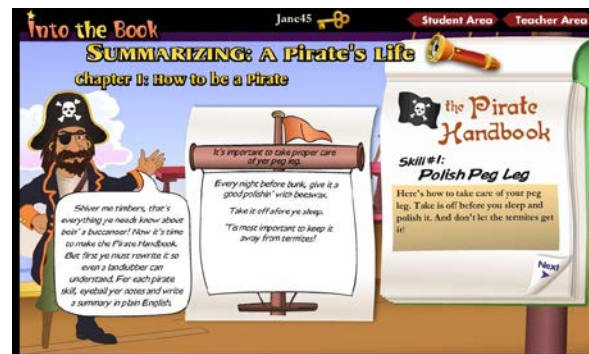 Into the Book
Jane45
Student Area
Teacher Area
SUMMARIZING: A Pirate's Life
chapter 1: How to be a Pirate
Shiver me timbers, that's
everything ye needs know about
bein' a buccaneer! Now it's time
to make the Pirate Handbook.
But first ye must rewrite it so
even a landlubber can
understand. Fer each pirate
skill, eyeball yer notes and write
a summary in plain English.
It's important to take proper care
of yer peg leg.
Every night before bunk, give it a
good polishin' with beeswax.
Take it off afore ye sleep.
'Tis most important to keep it
away from termites!
the Pirate
Handbook
Skill #1:
Polish Peg Leg
Here's how to take care of your peg
leg. Take is off before you sleep and
polish it. And don't let the termites get
it!
Next